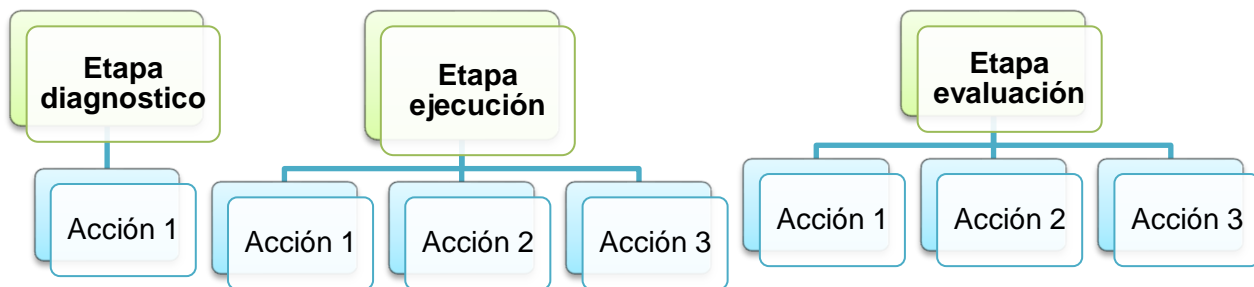 Etapa
diagnostico
Etapa
ejecución
Etapa
evaluación
Acción 1
Acción 1
Acción 2
Acción 3
Acción 1
Acción 2
Acción 3